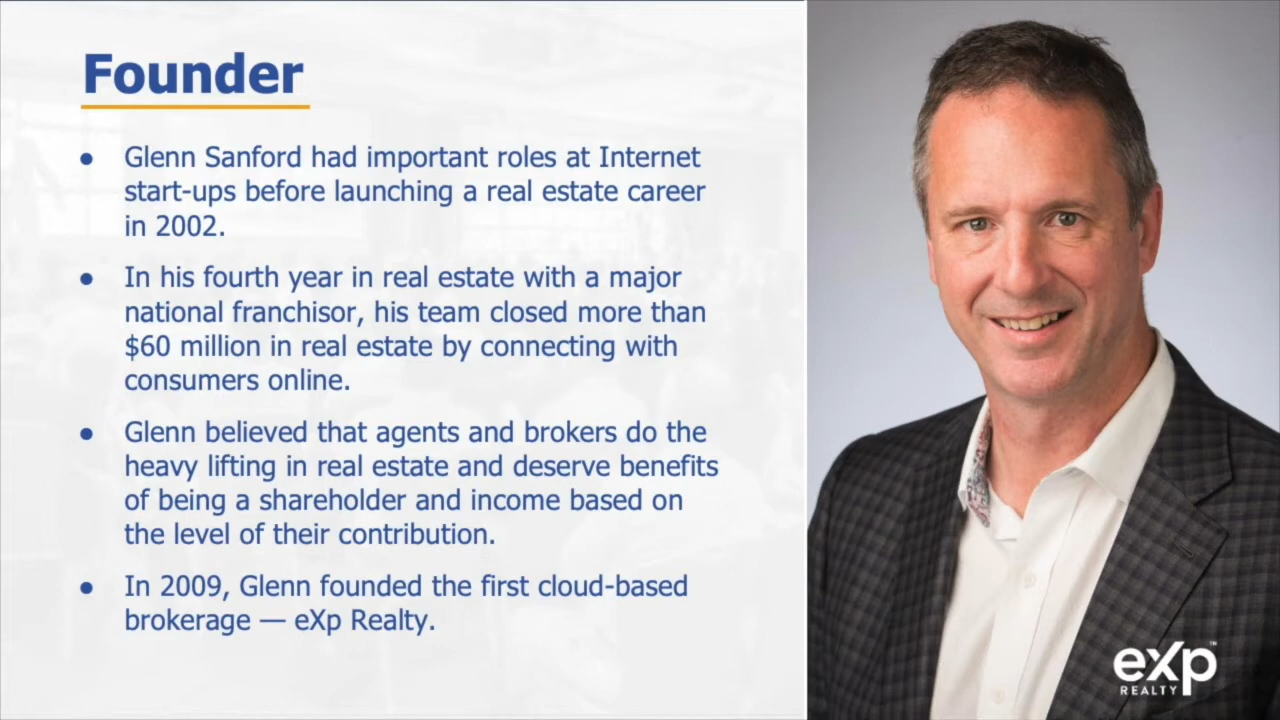 Founder
● Glenn Sanford had important roles at Internet
start-ups before launching a real estate career
in 2002.
● In his fourth year in real estate with a major
national franchisor, his team closed more than
$60 million in real estate by connecting with
consumers online.
● Glenn believed that agents and brokers do the
heavy lifting in real estate and deserve benefits
of being a shareholder and income based on
the level of their contribution.
● In 2009, Glenn founded the first cloud-based
brokerage — eXp Realty.
eXp™
REALTY